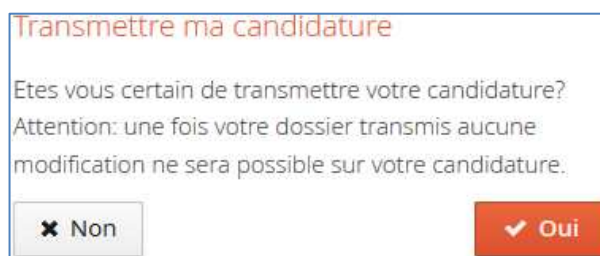 Transmettre ma candidature
Etes vous certain de transmettre votre candidature?
Attention: une fois votre dossier transmis aucune
modification ne sera possible sur votre candidature.
Non
Oui